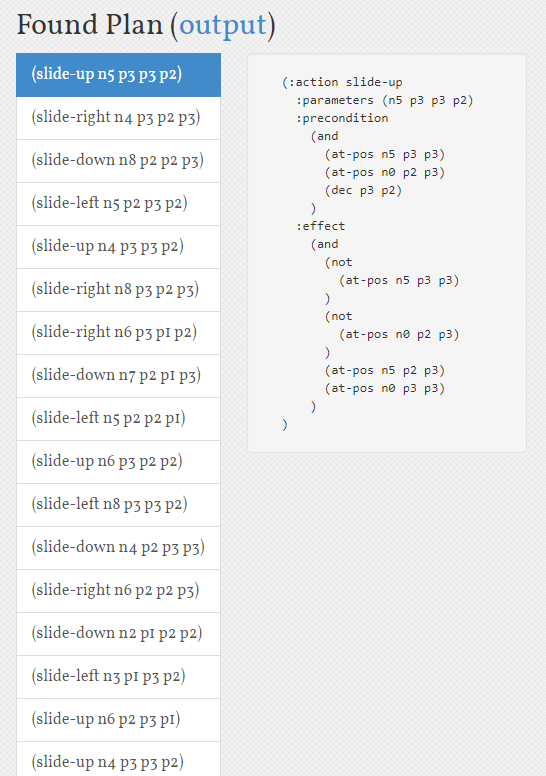 Found Plan (output)
(slide-up n5 p3 p3 p2)
(slide-right n4 p3 p2 p3)
(slide-down n8 p2 p2 p3)
(slide-left n5 p2 p3 p2)
(slide-up n4 p3 p3 p2)
(slide-right n8 p3 p2 p3)
(slide-right n6 p3 p1 p2)
(slide-down n7 p2 p1 p3)
(slide-left n5 p2 p2 p1)
(slide-up n6 p3 p2 p2)
(slide-left n8 p3 p3 p2)
(slide-down n4 p2 p3 p3)
(slide-right n6 p2 p2 p3)
(slide-down n2 p1 p2 p2)
(slide-left n3 p1 p3 p2)
(slide-up n6 p2 p3 p1)
(slide-up n4 p3 p3 p2)
(:action slide-up
:parameters (n5 p3 p3 p2)
:precondition
(and
(at-pos n5 p3 p3)
(at-pos n0 p2 p3)
(dec p3 p2)
)
:effect
(and
(not
(at-pos n5 p3 p3)
)
(not
(at-pos n0 p2 p3)
)
(at-pos n5 p2 p3)
(at-pos n0 p3 p3)
)
)